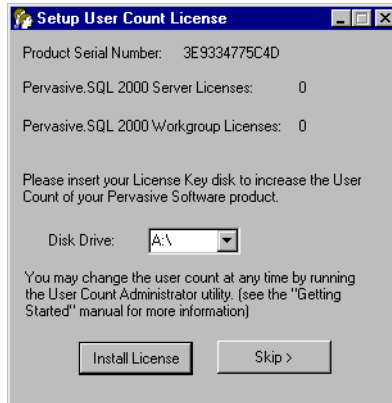 Setup User Count License
Product Serial Number: 3E9334775C4D
Pervasive.SQL 2000 Server Licenses: 0
Pervasive.SQL 2000 Workgroup Licenses: 0
Please insert your License Key disk to increase the User
Count of your Pervasive Software product.
Disk Drive: A:\
You may change the user count at any time by running
the User Count Administrator utility. (see the "Getting
Started" manual for more information)
Install License Skip >